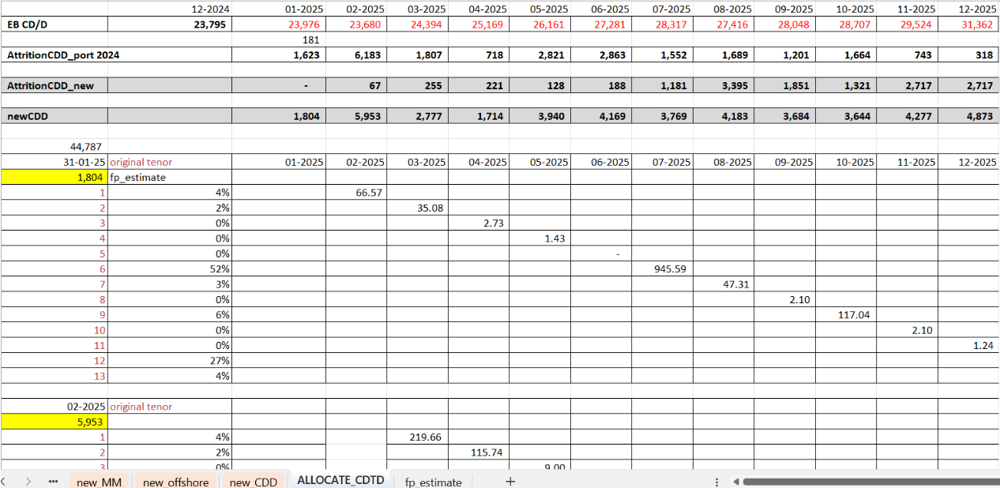 12-2024 01-2025 02-2025 03-2025 04-2025 05-2025 06-2025 07-2025 08-2025 09-2025 10-2025 11-2025 12-2025
EB CD/D 23,795 23,976 23,680 24,394 25,169 26,161 27,281 28,317 27,416 28,048 28,707 29,524 31,362
181
AttritionCDD_port 2024 1,623 6,183 1,807 718 2,821 2,863 1,552 1,689 1,201 1,664 743 318
AttritionCDD_new - 67 255 221 128 188 1,181 3,395 1,851 1,321 2,717 2,717
newCDD 1,804 5,953 2,777 1,714 3,940 4,169 3,769 4,183 3,684 3,644 4,277 4,873
44,787
31-01-25 original tenor 01-2025 02-2025 03-2025 04-2025 05-2025 06-2025 07-2025 08-2025 09-2025 10-2025 11-2025 12-2025
1,804 fp_estimate
1 4% 66.57
2 2% 35.08
3 0% 2.73
4 0% 1.43
5 0% -
6 52% 945.59
7 3% 47.31
8 0% 2.10
9 6% 117.04
10 0% 2.10
11 0% 1.24
12 27%
13 4%
02-2025 original tenor
5,953
1 4% 219.66
2 2% 115.74
3 0% 9.00
new_MM new_offshore new_CDD ALLOCATE_CDTD fp_estimate +